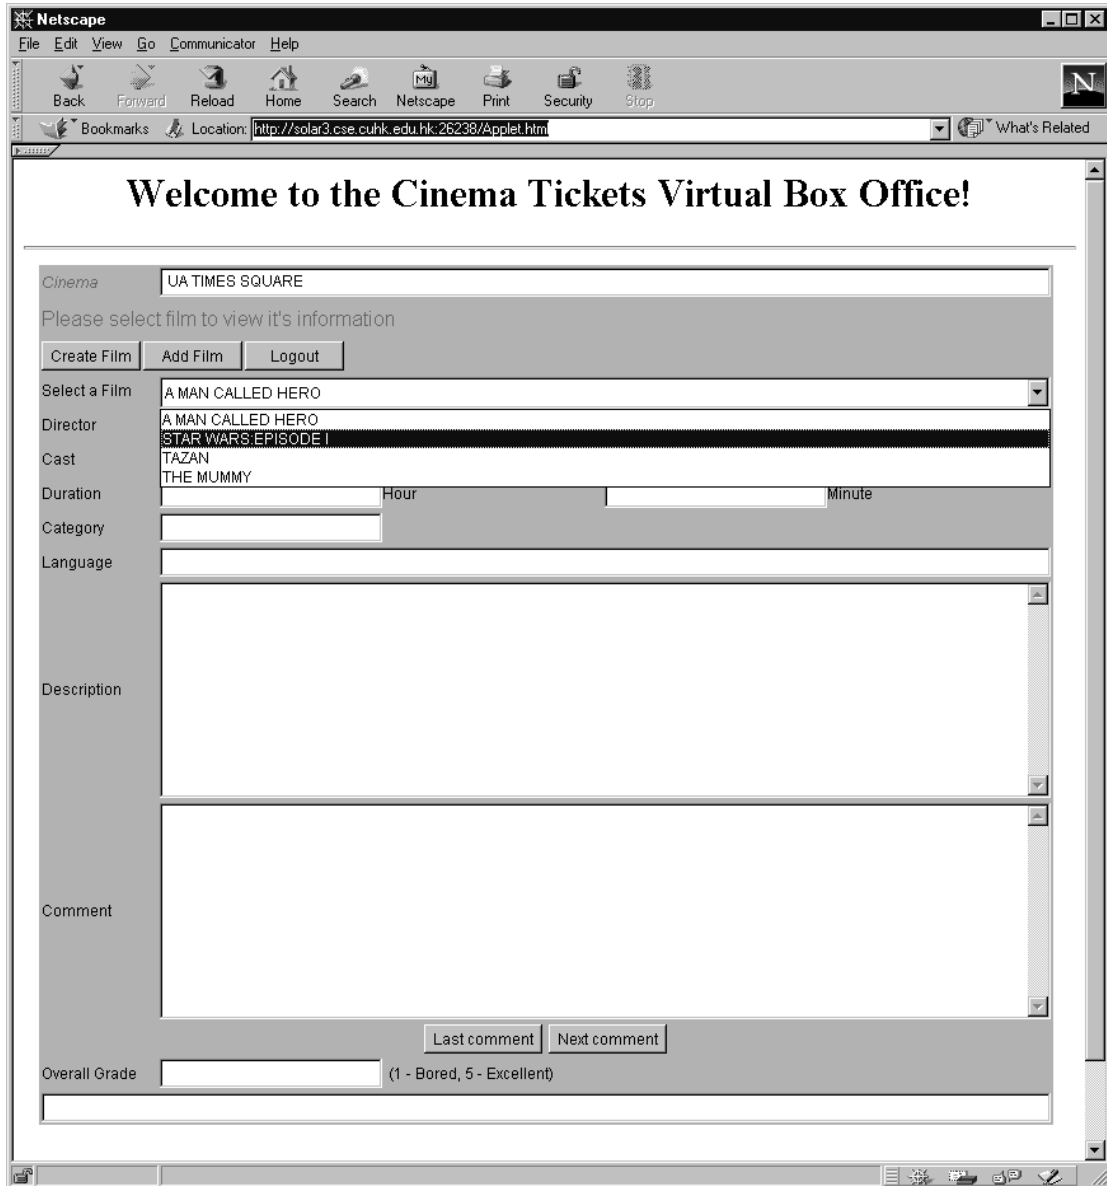 Netscape
File Edit View Go Communicator Help
My
N
Back Forward Reload Home Search Netscape Print Security Stop
Bookmarks Location: http://solar3.cse.cuhk.edu.hk:26238/Applet.html What's Related
Welcome to the Cinema Tickets Virtual Box Office!
Cinema UA TIMES SQUARE
Please select film to view it's information
Create Film Add Film Logout
Select a Film A MAN CALLED HERO
Director A MAN CALLED HERO
STAR WARS:EPISODE I
Cast TAZAN
THE MUMMY
Duration Hour Minute
Category
Language
Description
Comment
Last comment Next comment
Overall Grade (1 - Bored, 5 - Excellent)